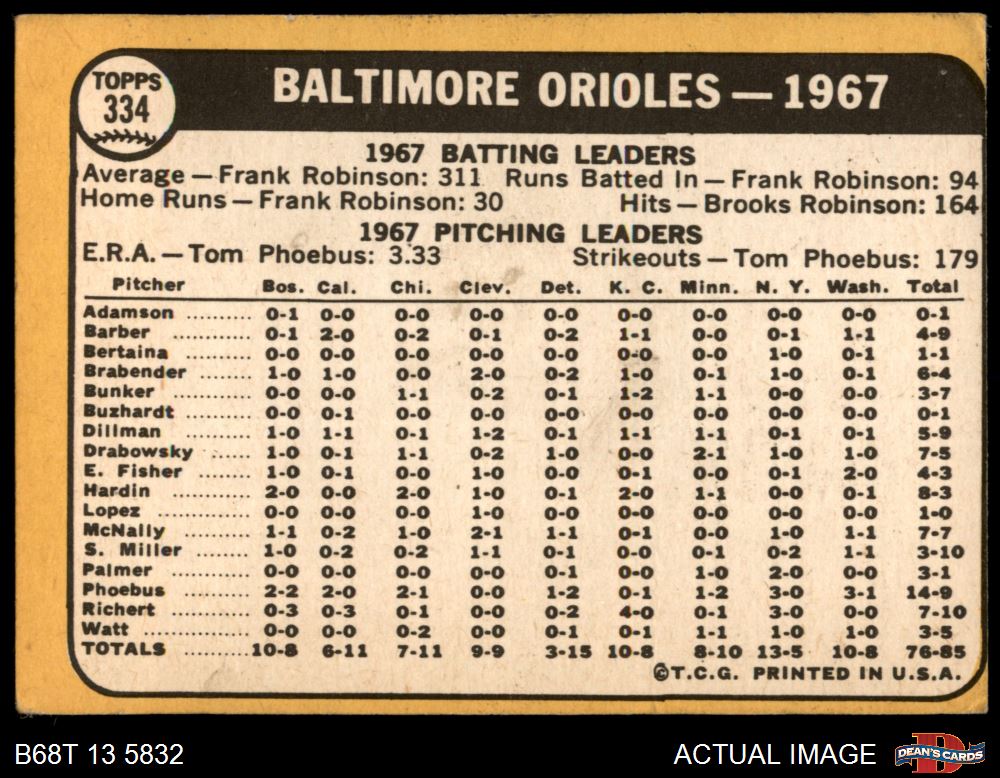 TOPPS
334
BALTIMORE ORIOLES — 1967
1967 BATTING LEADERS
Average — Frank Robinson: 311 Runs Batted In — Frank Robinson: 94
Home Runs — Frank Robinson: 30 Hits — Brooks Robinson: 164
1967 PITCHING LEADERS
E.R.A. — Tom Phoebus: 3.33 Strikeouts — Tom Phoebus: 179
Pitcher Bos. Cal. Chi. Clev. Det. K. C. Minn. N. Y. Wash. Total
Adamson .......... 0-1 0-0 0-0 0-0 0-0 0-0 0-0 0-0 0-0 0-1
Barber ............ 0-1 2-0 0-2 0-1 0-2 1-1 0-0 0-1 1-1 4-9
Bertaina .......... 0-0 0-0 0-0 0-0 0-0 0-0 0-0 1-0 0-1 1-1
Brabender ........ 1-0 1-0 0-0 2-0 0-2 1-0 0-1 1-0 0-1 6-4
Bunker ............ 0-0 0-0 1-1 0-2 0-1 1-2 1-1 0-0 0-0 3-7
Buzhardt ......... 0-0 0-1 0-0 0-0 0-0 0-0 0-0 0-0 0-0 0-1
Dillman ........... 1-0 1-1 0-1 1-2 0-1 1-1 1-1 0-1 0-1 5-9
Drabowsky ....... 1-0 0-1 1-1 0-2 1-0 0-0 2-1 1-0 1-0 7-5
E. Fisher ......... 1-0 0-1 0-0 1-0 0-0 0-1 0-0 0-1 2-0 4-3
Hardin ............ 2-0 0-0 2-0 1-0 0-1 2-0 1-1 0-0 0-1 8-3
Lopez .............. 0-0 0-0 0-0 1-0 0-0 0-0 0-0 0-0 0-0 1-0
McNally ........... 1-1 0-2 1-0 2-1 1-1 0-1 0-0 1-0 1-1 7-7
S. Miller ......... 1-0 0-2 0-2 1-1 0-1 0-0 0-1 0-2 1-1 3-10
Palmer ............ 0-0 0-0 0-0 0-0 0-1 0-0 1-0 2-0 0-0 3-1
Phoebus .......... 2-2 2-0 2-1 0-0 1-2 0-1 1-2 3-0 3-1 14-9
Richert ............ 0-3 0-3 0-1 0-0 0-2 4-0 0-1 3-0 0-0 7-10
Watt ................ 0-0 0-0 0-2 0-0 0-1 0-1 1-1 1-0 1-0 3-5
TOTALS .......... 10-8 6-11 7-11 9-9 3-15 10-8 8-10 13-5 10-8 76-85
©T.C.G. PRINTED IN U.S.A.
B68T 13 5832 ACTUAL IMAGE DEAN'S CARDS